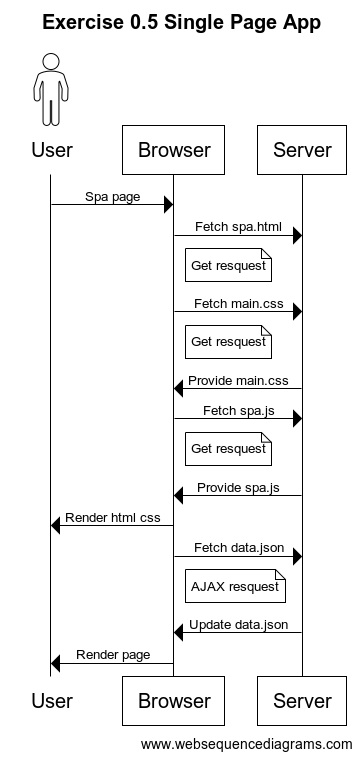 Exercise 0.5 Single Page App
User
Browser
Server
Spa page
Fetch spa.html
Get resquest
Fetch main.css
Get resquest
Provide main.css
Fetch spa.js
Get resquest
Provide spa.js
Render html css
Fetch data.json
AJAX resquest
Update data.json
Render page
User
Browser
Server
www.websequencediagrams.com